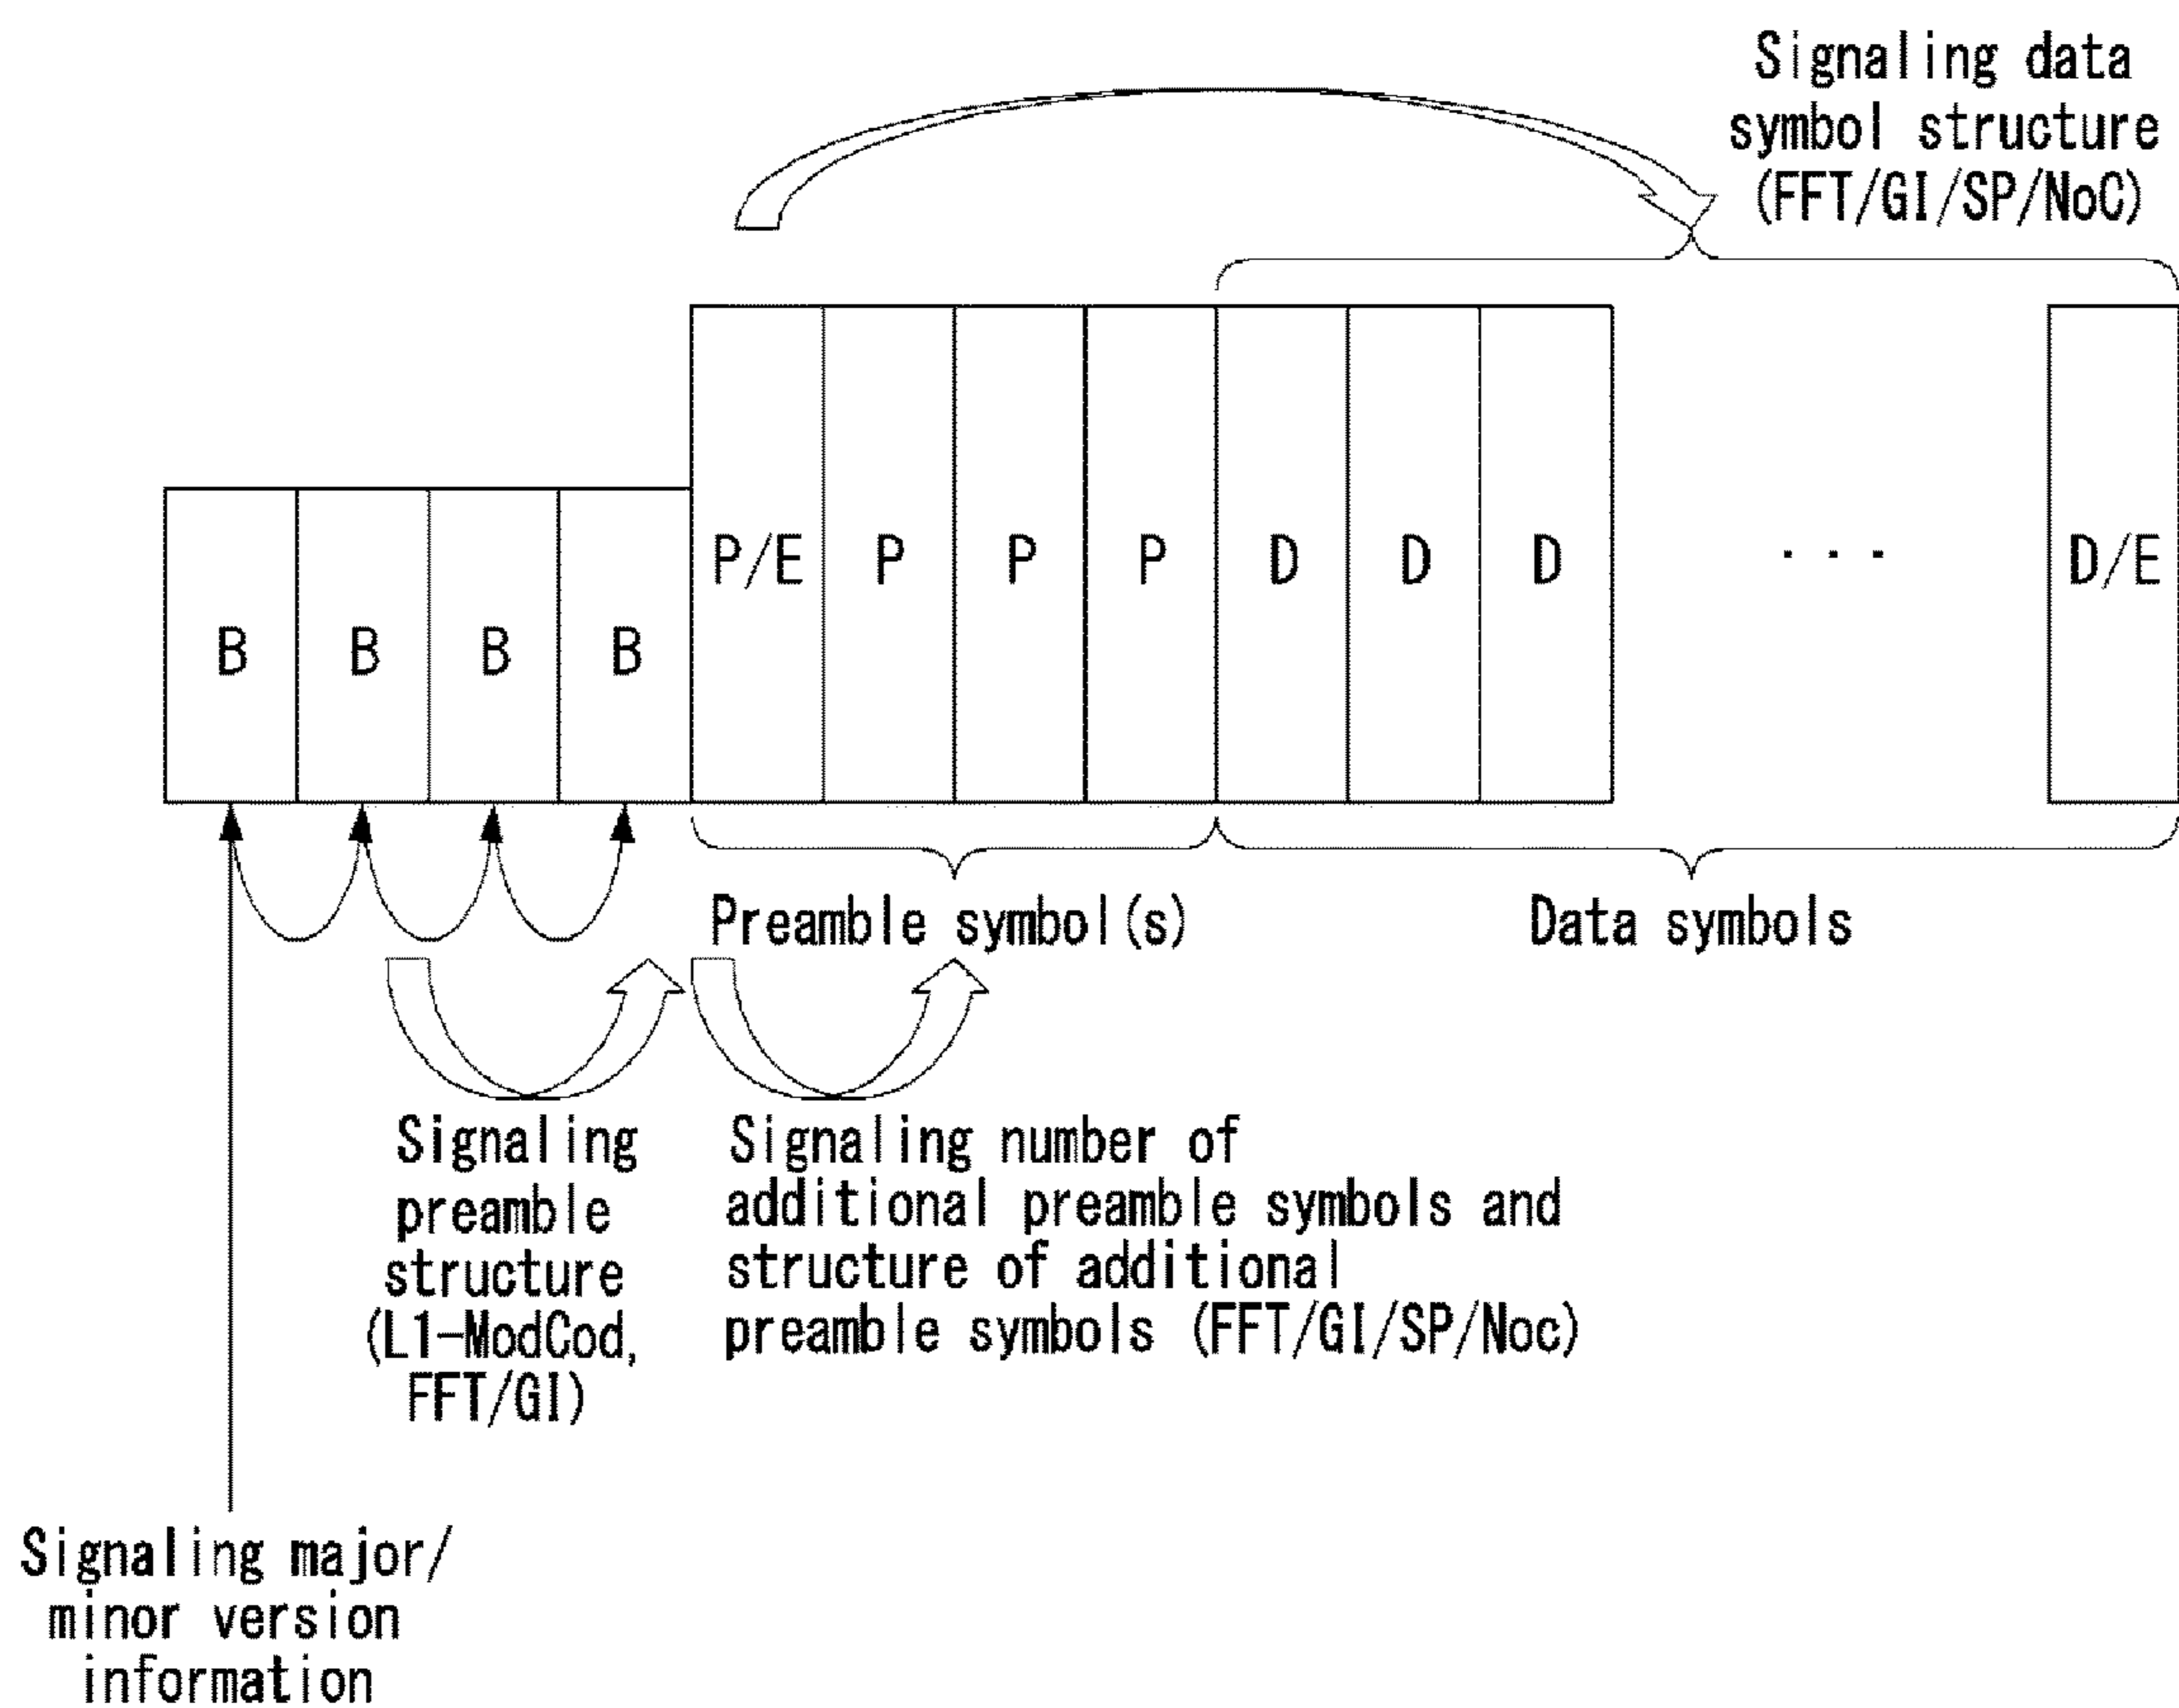 Signaling data
symbol structure
(FFT/GI/SP/NoC)
P/E P P P D D D ... D/E
B B B B
Preamble symbol(s)
Data symbols
Signaling
preamble
structure
(L1-ModCod,
FFT/GI)
Signaling number of
additional preamble symbols and
structure of additional
preamble symbols (FFT/GI/SP/Noc)
Signaling major/
minor version
information